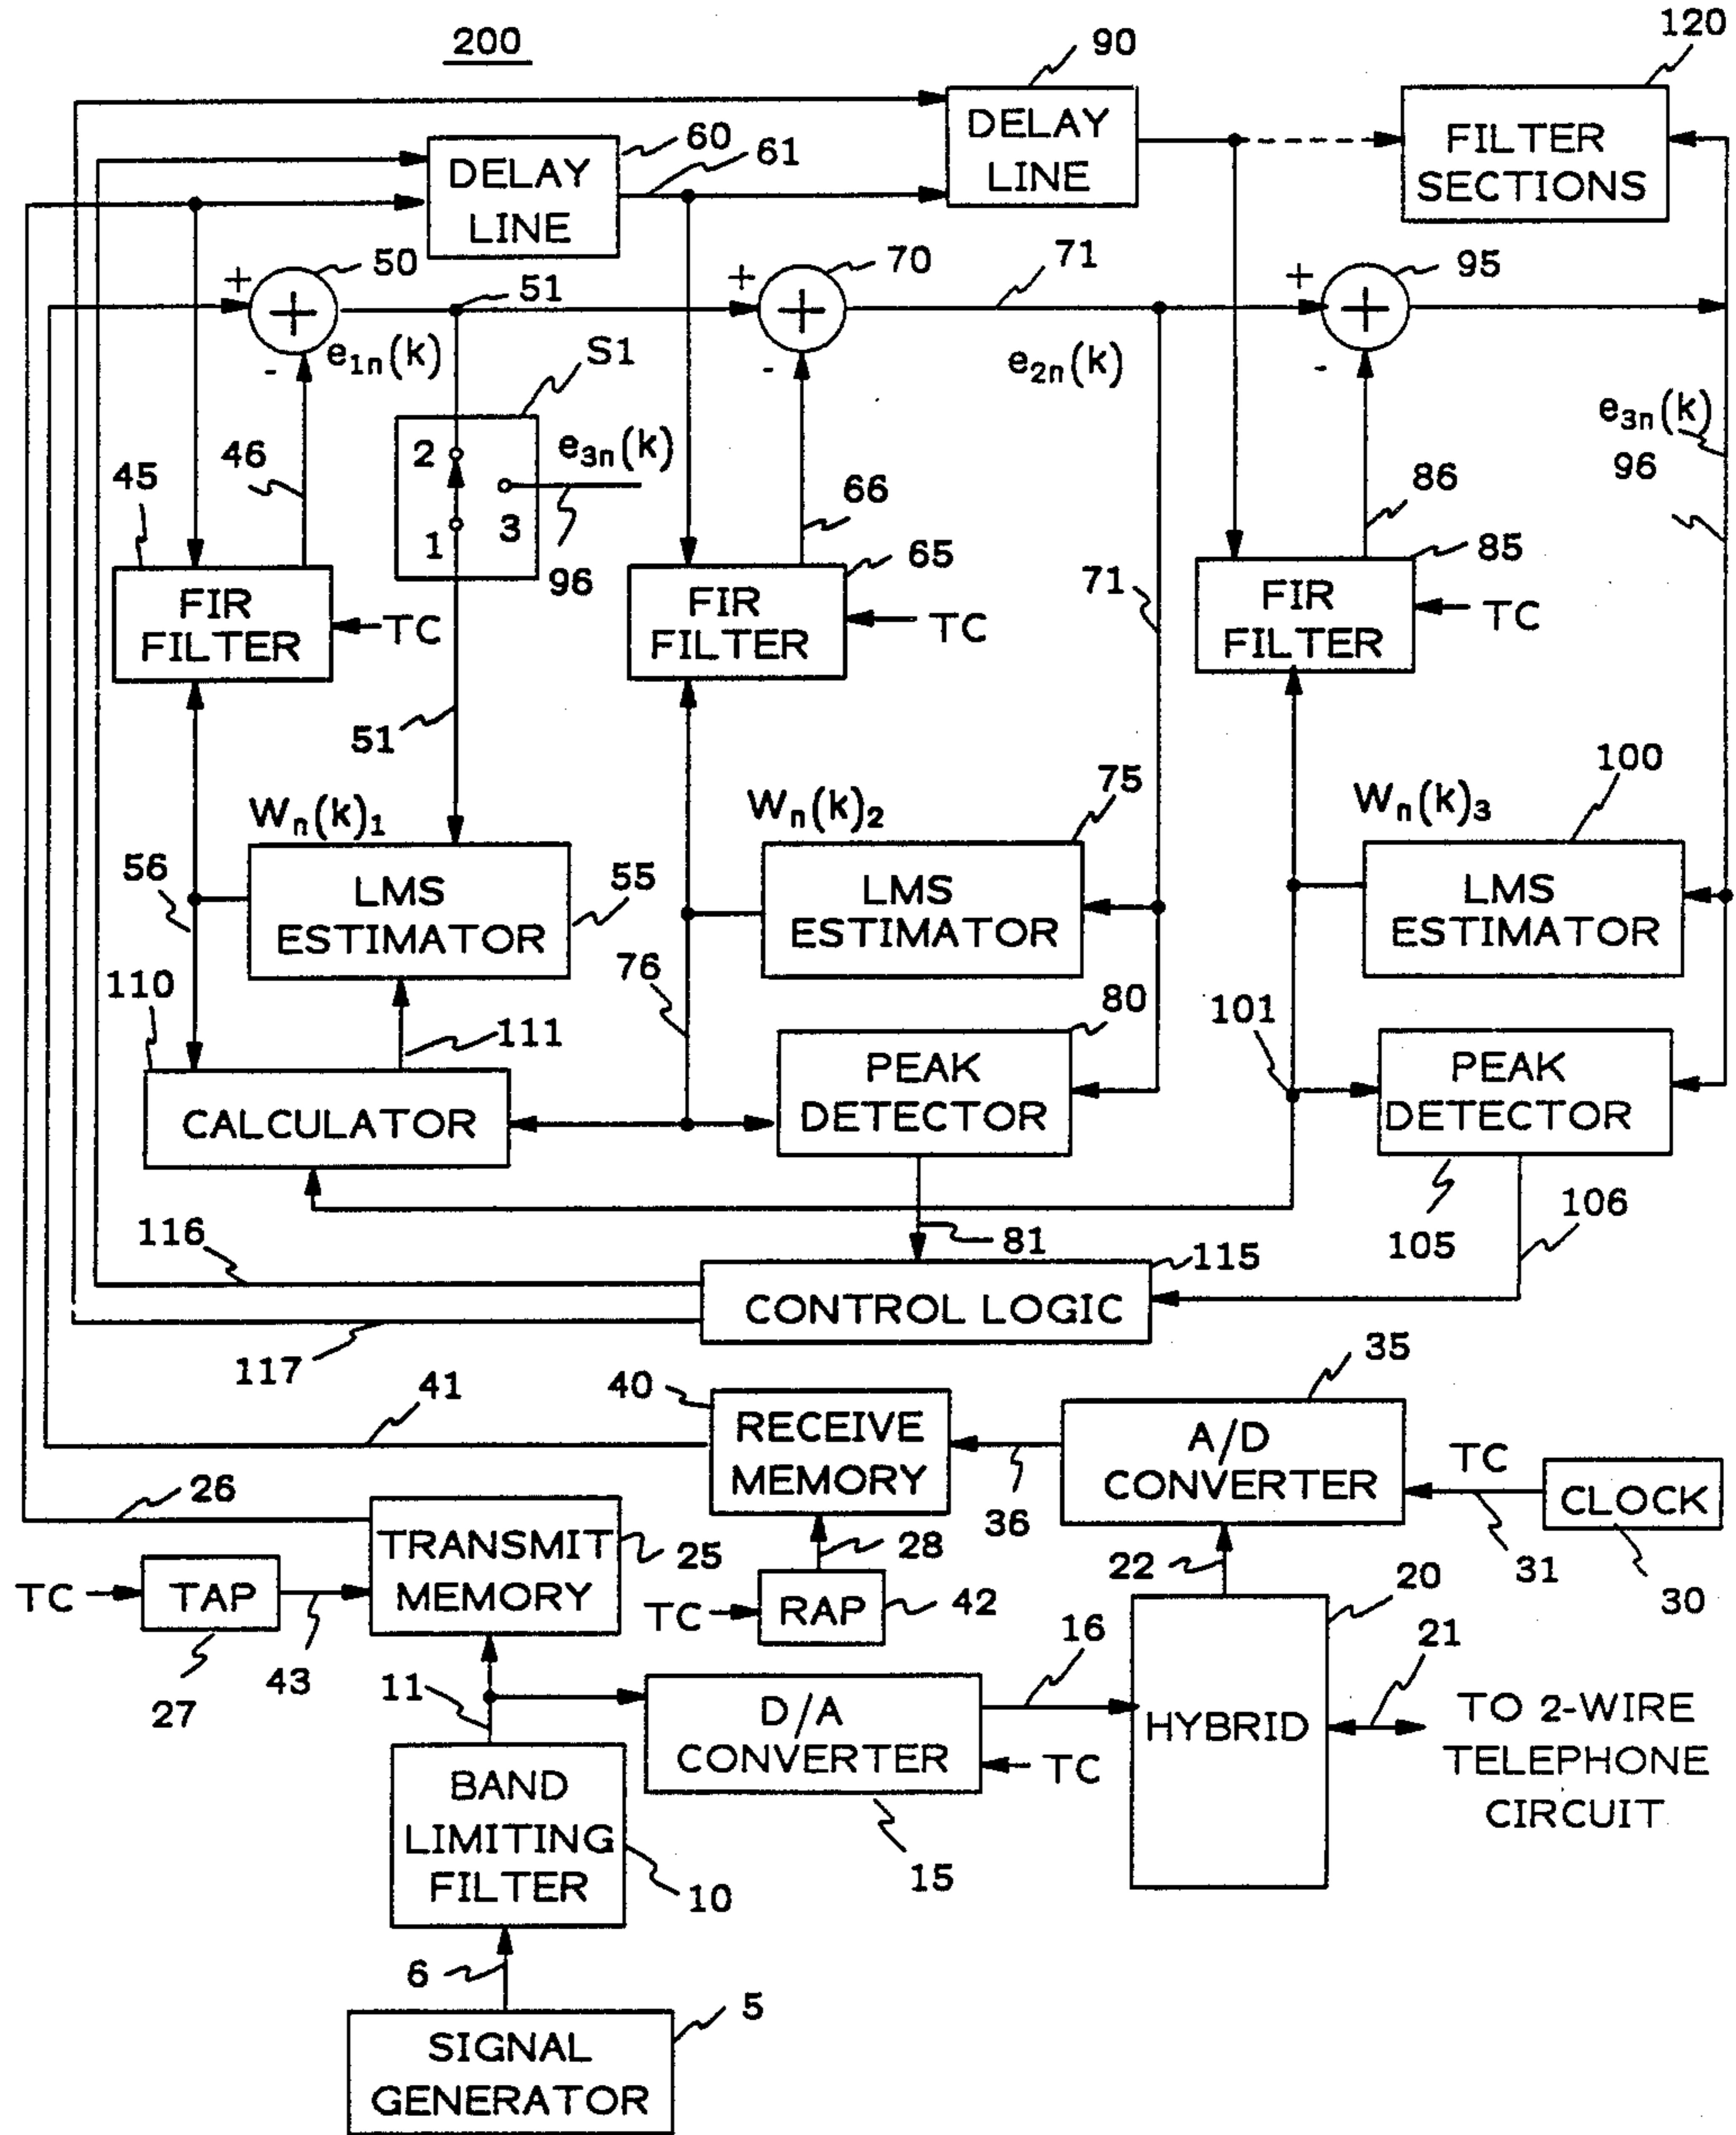 200
90
120
DELAY
LINE
60
61
DELAY
LINE
FILTER
SECTIONS
+
50
+
51
e1n(k)
-
+
70
+
71
e2n(k)
-
+
95
+
-
S1
2
1
3
e3n(k)
96
e3n(k)
96
45
46
FIR
FILTER
TC
51
66
65
FIR
FILTER
TC
71
86
85
FIR
FILTER
TC
Wn(k)1
56
LMS
ESTIMATOR
55
Wn(k)2
75
LMS
ESTIMATOR
76
Wn(k)3
100
LMS
ESTIMATOR
110
111
CALCULATOR
80
PEAK
DETECTOR
81
101
PEAK
DETECTOR
105
106
116
117
115
CONTROL LOGIC
41
40
RECEIVE
MEMORY
36
35
A/D
CONVERTER
TC
31
CLOCK
30
26
TRANSMIT
MEMORY
25
28
TC
RAP
42
22
20
TC
TAP
27
43
11
16
D/A
CONVERTER
TC
15
HYBRID
21
TO 2-WIRE
TELEPHONE
CIRCUIT
BAND
LIMITING
FILTER
10
6
5
SIGNAL
GENERATOR